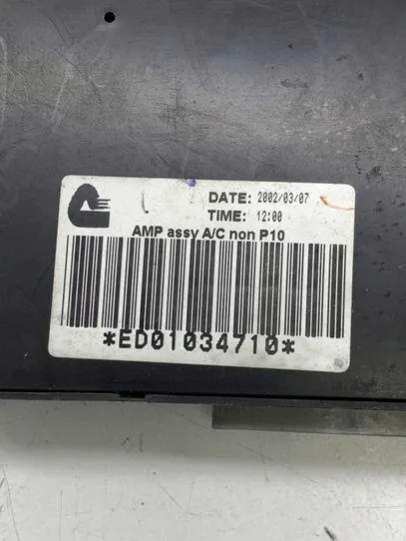 DATE: 2002/03/07
TIME: 12:00
AMP assy A/C non P10
*ED01034710*